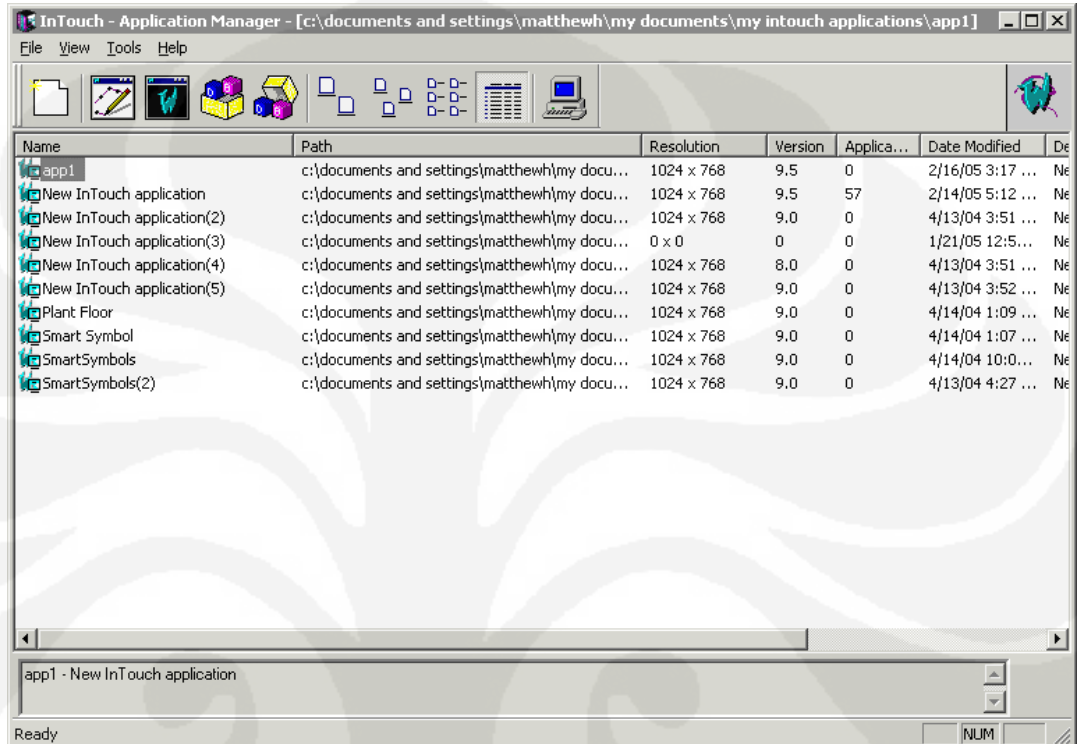 InTouch - Application Manager - [c:\documents and settings\matthewh\my documents\my intouch applications\app1]
File View Tools Help
Name Path Resolution Version Applica... Date Modified De
app1 c:\documents and settings\matthewh\my docu... 1024 x 768 9.5 0 2/16/05 3:17 ... Ne
New InTouch application c:\documents and settings\matthewh\my docu... 1024 x 768 9.5 57 2/14/05 5:12 ... Ne
New InTouch application(2) c:\documents and settings\matthewh\my docu... 1024 x 768 9.0 0 4/13/04 3:51 ... Ne
New InTouch application(3) c:\documents and settings\matthewh\my docu... 0 x 0 0 0 1/21/05 12:5... Ne
New InTouch application(4) c:\documents and settings\matthewh\my docu... 1024 x 768 8.0 0 4/13/04 3:51 ... Ne
New InTouch application(5) c:\documents and settings\matthewh\my docu... 1024 x 768 9.0 0 4/13/04 3:52 ... Ne
Plant Floor c:\documents and settings\matthewh\my docu... 1024 x 768 9.0 0 4/14/04 1:09 ... Ne
Smart Symbol c:\documents and settings\matthewh\my docu... 1024 x 768 9.0 0 4/14/04 1:07 ... Ne
SmartSymbols c:\documents and settings\matthewh\my docu... 1024 x 768 9.0 0 4/14/04 10:0... Ne
SmartSymbols(2) c:\documents and settings\matthewh\my docu... 1024 x 768 9.0 0 4/13/04 4:27 ... Ne
app1 - New InTouch application
Ready NUM